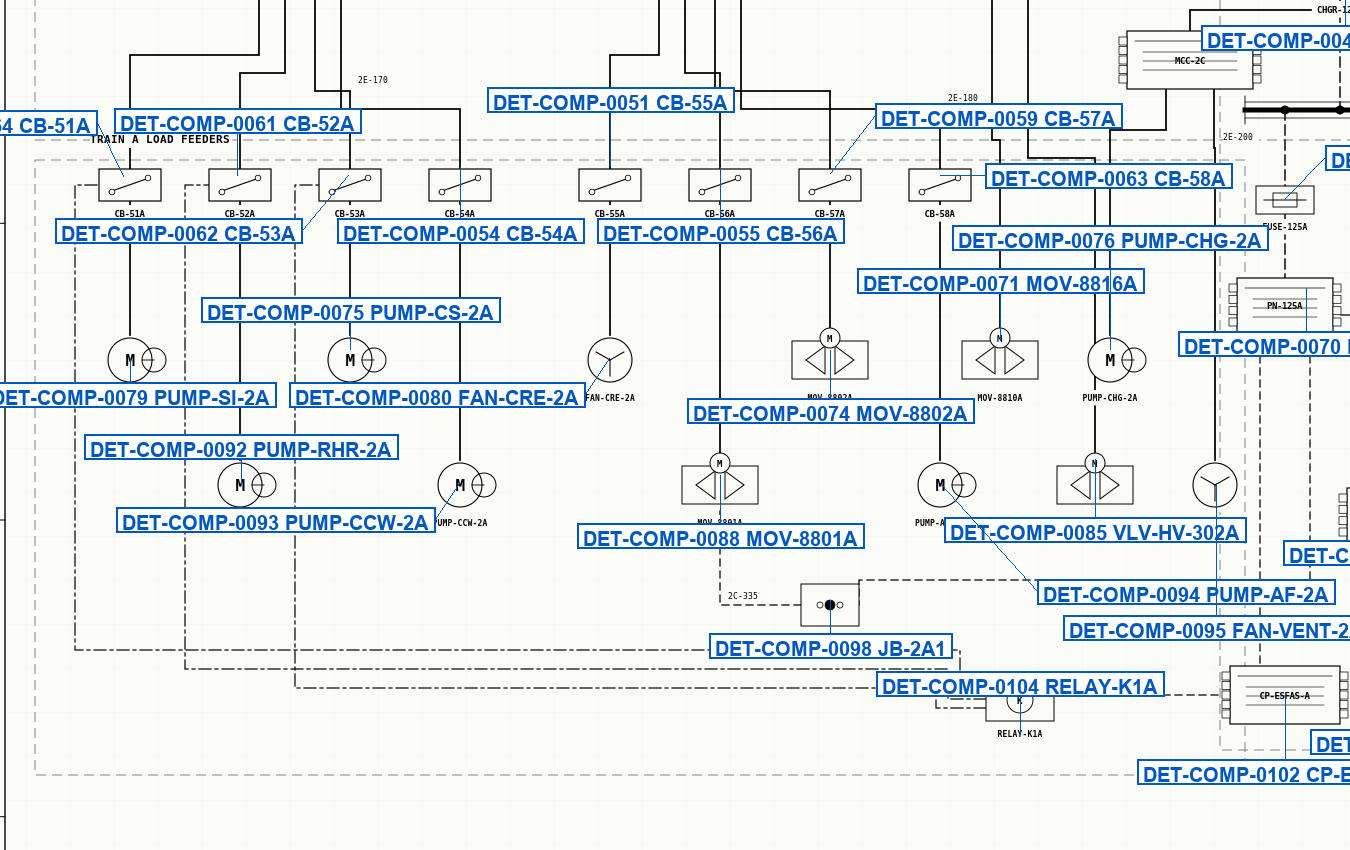 CHGR-12
DET-COMP-004
MCC-2C
2E-170
DET-COMP-0051 CB-55A
2E-180
DET-COMP-0059 CB-57A
64 CB-51A
DET-COMP-0061 CB-52A
TRAIN A LOAD FEEDERS
2E-200
DE
DET-COMP-0063 CB-58A
CB-51A
CB-52A
CB-53A
CB-54A
CB-55A
CB-56A
CB-57A
CB-58A
FUSE-125A
DET-COMP-0062 CB-53A
DET-COMP-0054 CB-54A
DET-COMP-0055 CB-56A
DET-COMP-0076 PUMP-CHG-2A
DET-COMP-0071 MOV-8816A
DET-COMP-0075 PUMP-CS-2A
PN-125A
M
M
M
M
M
DET-COMP-0070
DET-COMP-0079 PUMP-SI-2A
DET-COMP-0080 FAN-CRE-2A
FAN-CRE-2A
MOV-8802A
MOV-8810A
PUMP-CHG-2A
DET-COMP-0074 MOV-8802A
DET-COMP-0092 PUMP-RHR-2A
M
M
M
M
M
DET-COMP-0093 PUMP-CCW-2A
PUMP-CCW-2A
MOV-8801A
PUMP-A
DET-COMP-0085 VLV-HV-302A
DET-COMP-0088 MOV-8801A
DET-C
2C-335
DET-COMP-0094 PUMP-AF-2A
DET-COMP-0095 FAN-VENT-2
DET-COMP-0098 JB-2A1
DET-COMP-0104 RELAY-K1A
K
CP-ESFAS-A
RELAY-K1A
DET
DET-COMP-0102 CP-E